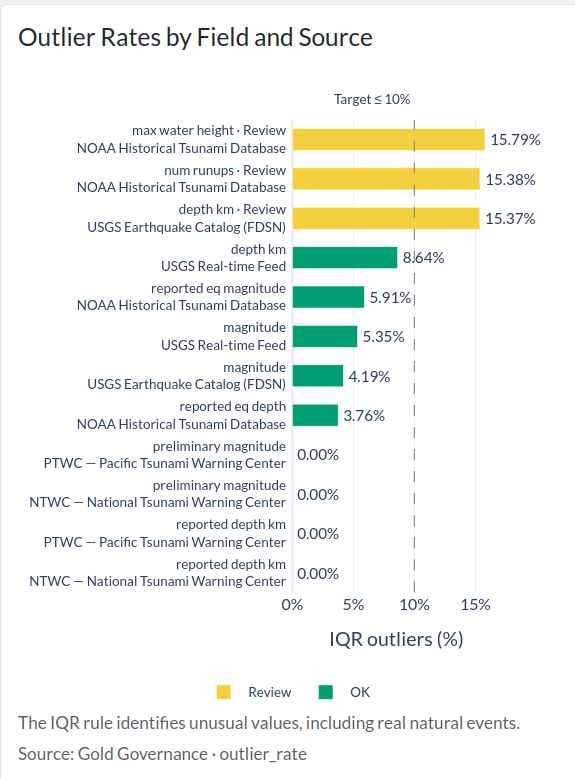 Outlier Rates by Field and Source
Target ≤ 10%
max water height · Review
NOAA Historical Tsunami Database
15.79%
num runups · Review
NOAA Historical Tsunami Database
15.38%
depth km · Review
USGS Earthquake Catalog (FDSN)
15.37%
depth km
USGS Real-time Feed
8.64%
reported eq magnitude
NOAA Historical Tsunami Database
5.91%
magnitude
USGS Real-time Feed
5.35%
magnitude
USGS Earthquake Catalog (FDSN)
4.19%
reported eq depth
NOAA Historical Tsunami Database
3.76%
preliminary magnitude
PTWC — Pacific Tsunami Warning Center
0.00%
preliminary magnitude
NTWC — National Tsunami Warning Center
0.00%
reported depth km
PTWC — Pacific Tsunami Warning Center
0.00%
reported depth km
NTWC — National Tsunami Warning Center
0.00%
0% 5% 10% 15%
IQR outliers (%)
Review OK
The IQR rule identifies unusual values, including real natural events.
Source: Gold Governance · outlier_rate